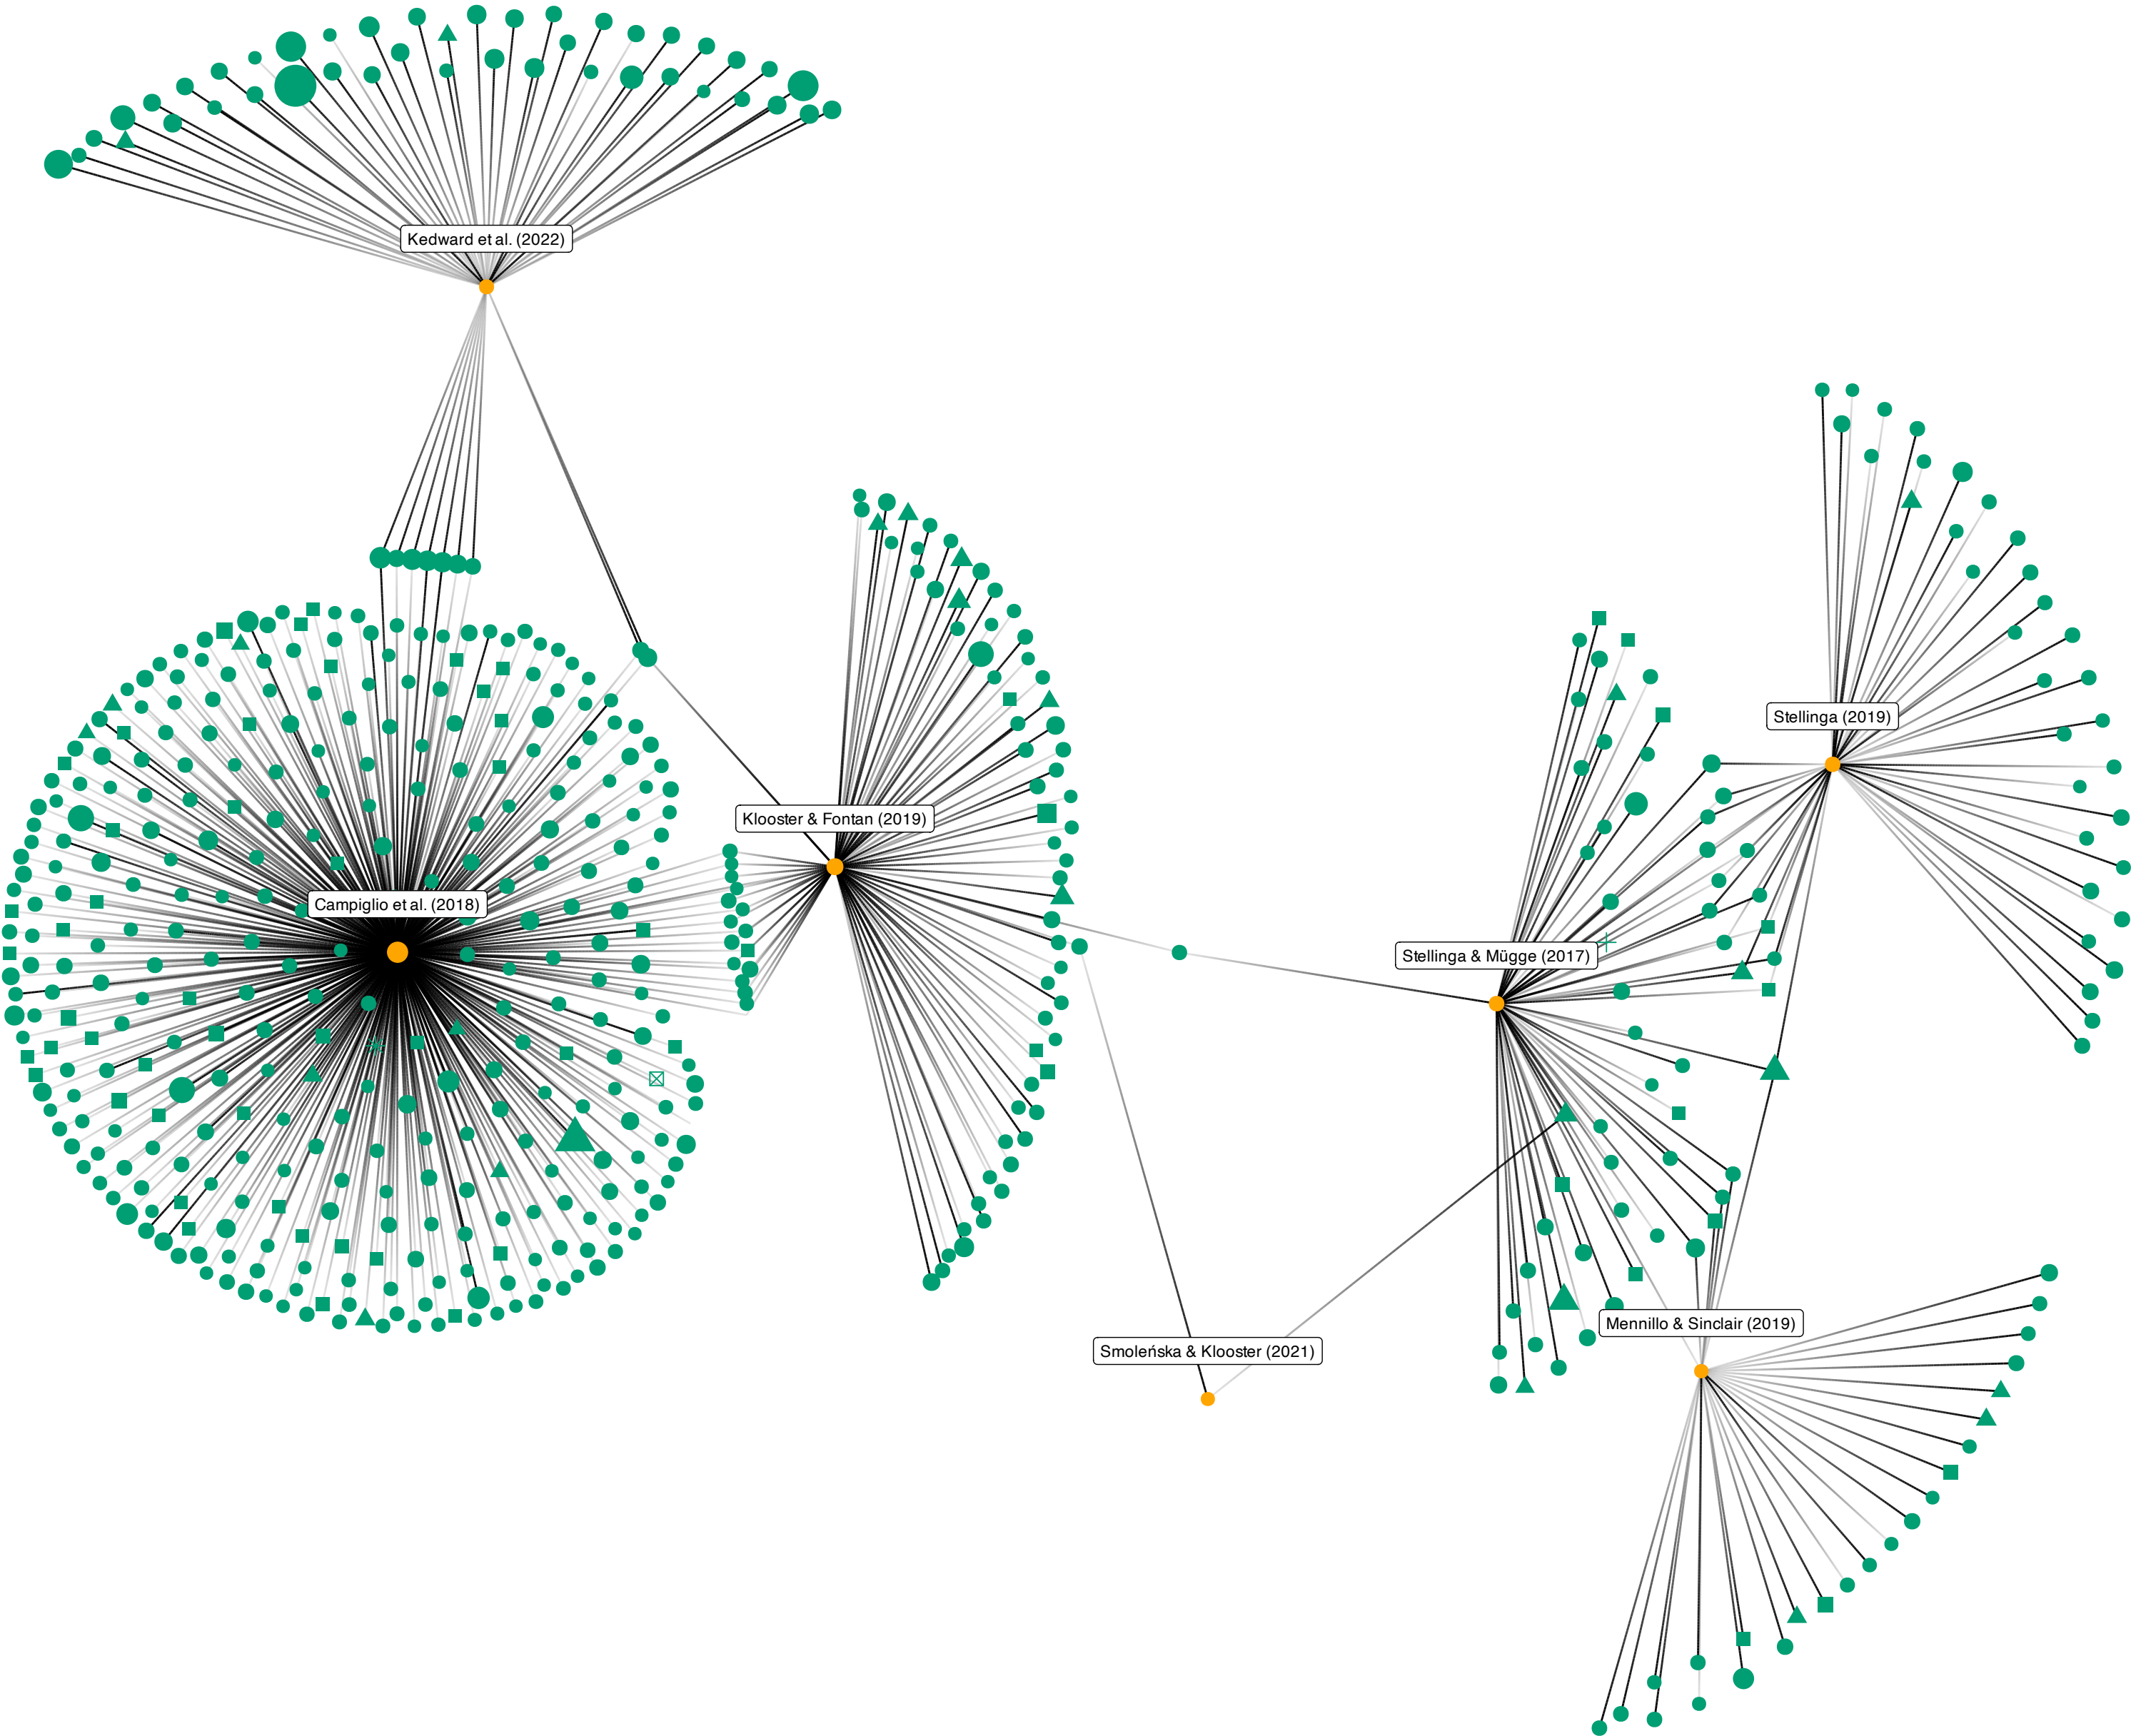 Kedward et al. (2022)
Stellinga (2019)
Klooster & Fontan (2019)
Campiglio et al. (2018)
Stellinga & Mügge (2017)
Mennillo & Sinclair (2019)
Smoleńska & Klooster (2021)